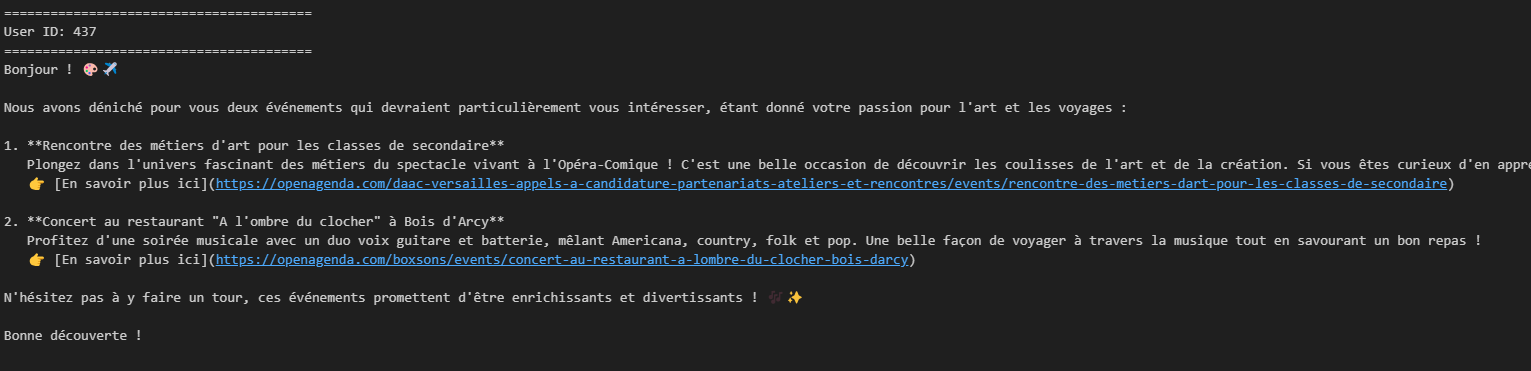 ========================================
User ID: 437
========================================
Bonjour ! 🎨✈️
Nous avons déniché pour vous deux événements qui devraient particulièrement vous intéresser, étant donné votre passion pour l'art et les voyages :
1. **Rencontre des métiers d'art pour les classes de secondaire**
Plongez dans l'univers fascinant des métiers du spectacle vivant à l'Opéra-Comique ! C'est une belle occasion de découvrir les coulisses de l'art et de la création. Si vous êtes curieux d'en
👉 [En savoir plus ici](https://openagenda.com/daac-versailles-appels-a-candidature-partenariats-ateliers-et-rencontres/events/rencontre-des-metiers-dart-pour-les-classes-de-secondaire)
2. **Concert au restaurant "A l'ombre du clocher" à Bois d'Arcy**
Profitez d'une soirée musicale avec un duo voix guitare et batterie, mêlant Americana, country, folk et pop. Une belle façon de voyager à travers la musique tout en savourant un bon repas !
👉 [En savoir plus ici](https://openagenda.com/boxsons/events/concert-au-restaurant-a-lombre-du-clocher-bois-darcy)
N'hésitez pas à y faire un tour, ces événements promettent d'être enrichissants et divertissants ! 🎶✨
Bonne découverte !